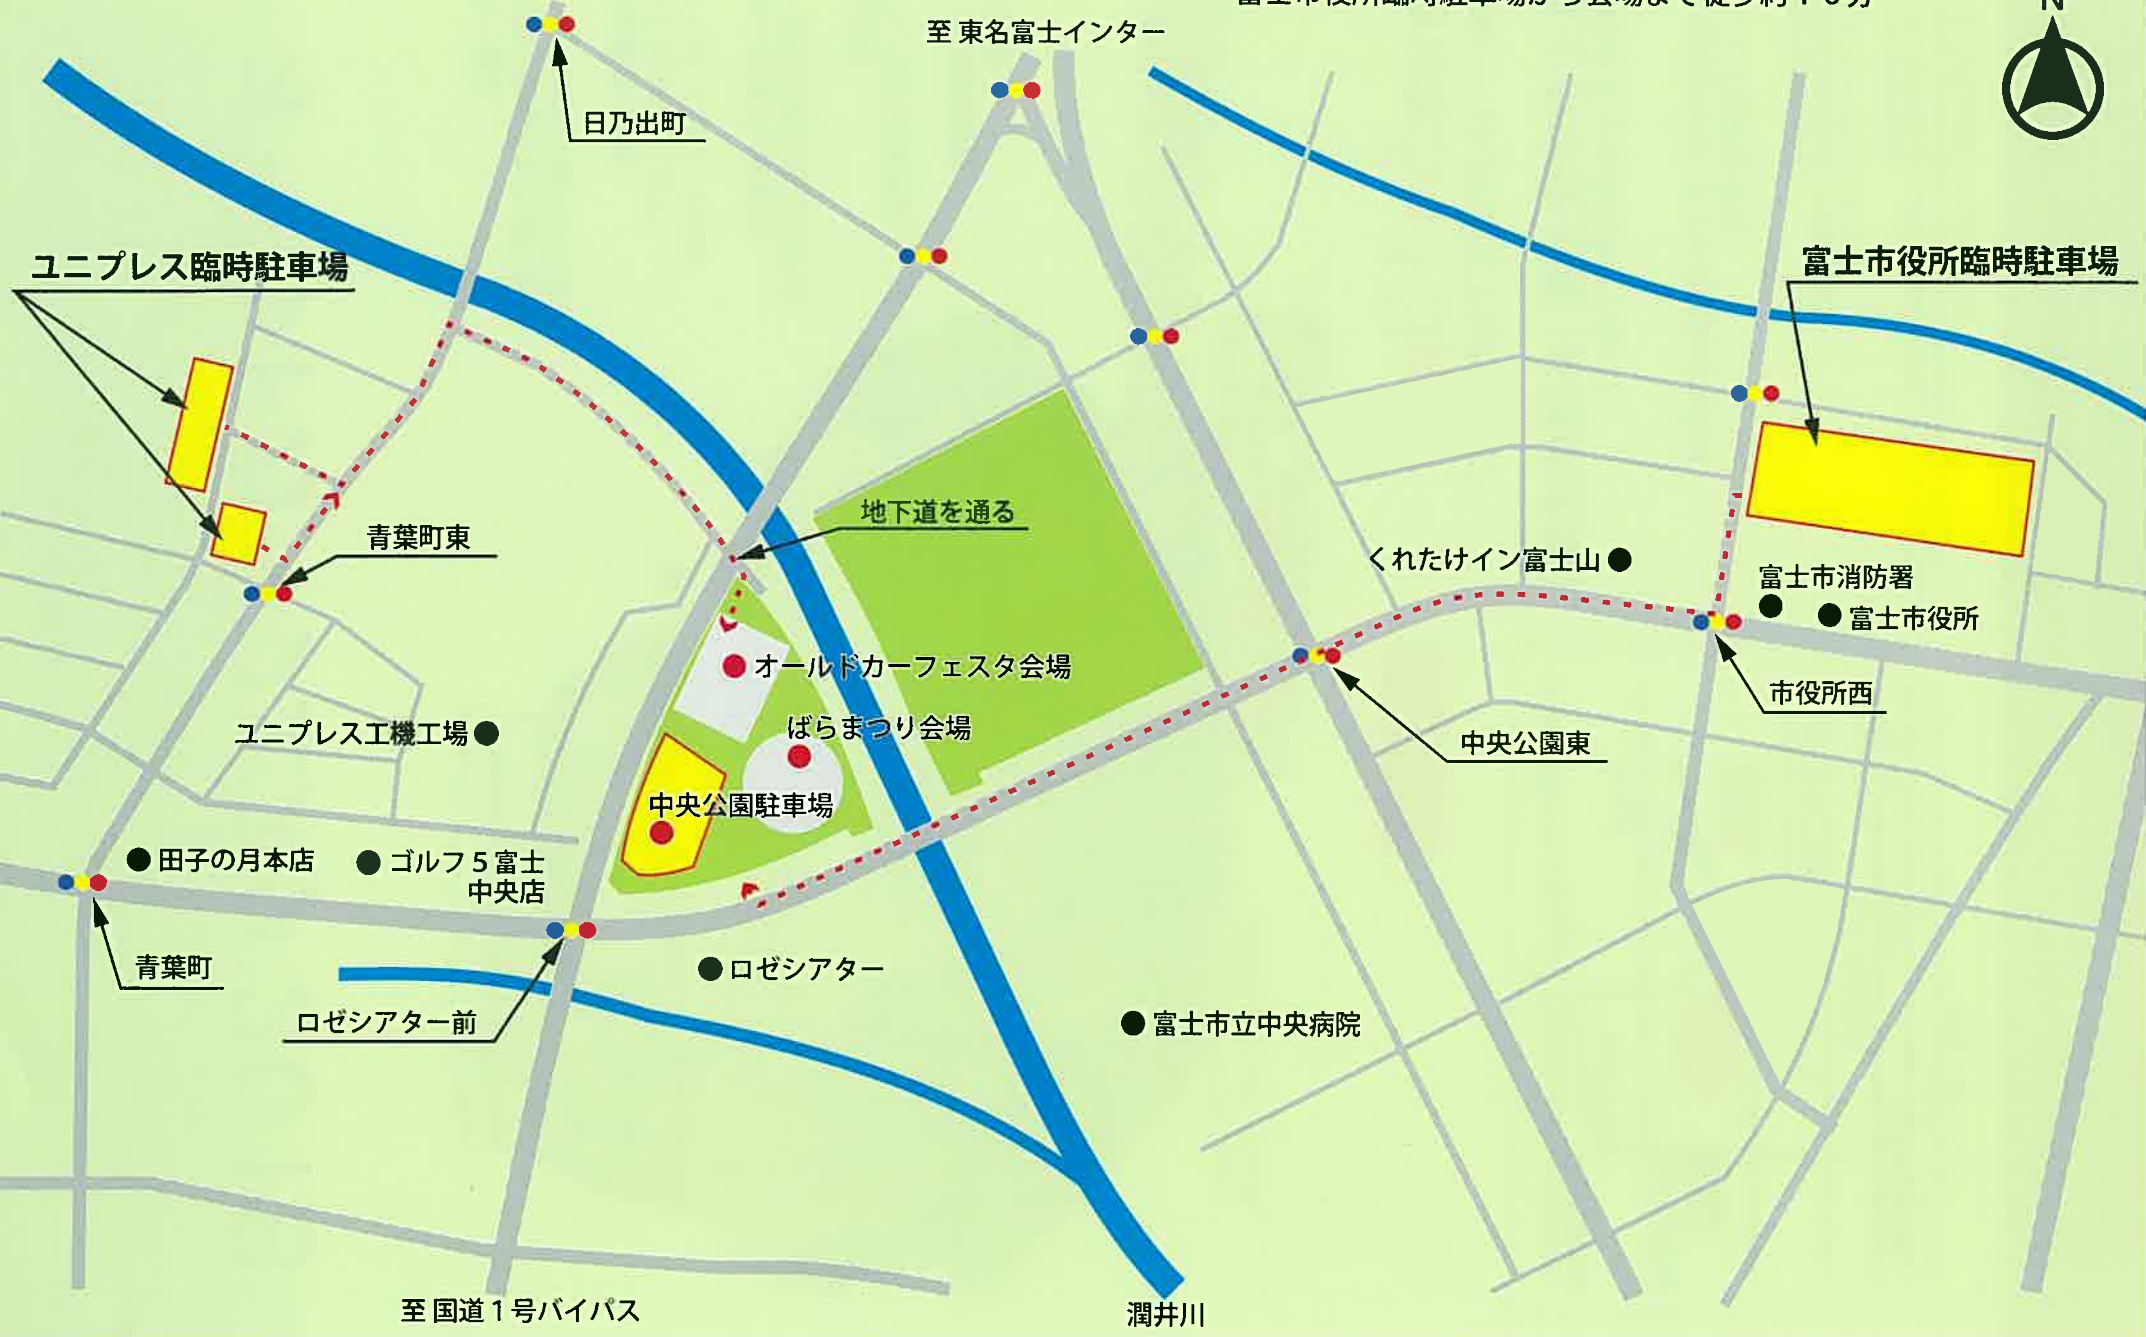 至 東名富士インター
N
日乃出町
ユニプレス臨時駐車場
富士市役所臨時駐車場
地下道を通る
青葉町東
くれたけイン富士山
富士市消防署
富士市役所
オールドカーフェスタ会場
市役所西
ばらまつり会場
ユニプレス工機工場
中央公園東
中央公園駐車場
田子の月本店
ゴルフ5富士
中央店
青葉町
ロゼシアター
ロゼシアター前
富士市立中央病院
至 国道1号バイパス
潤井川